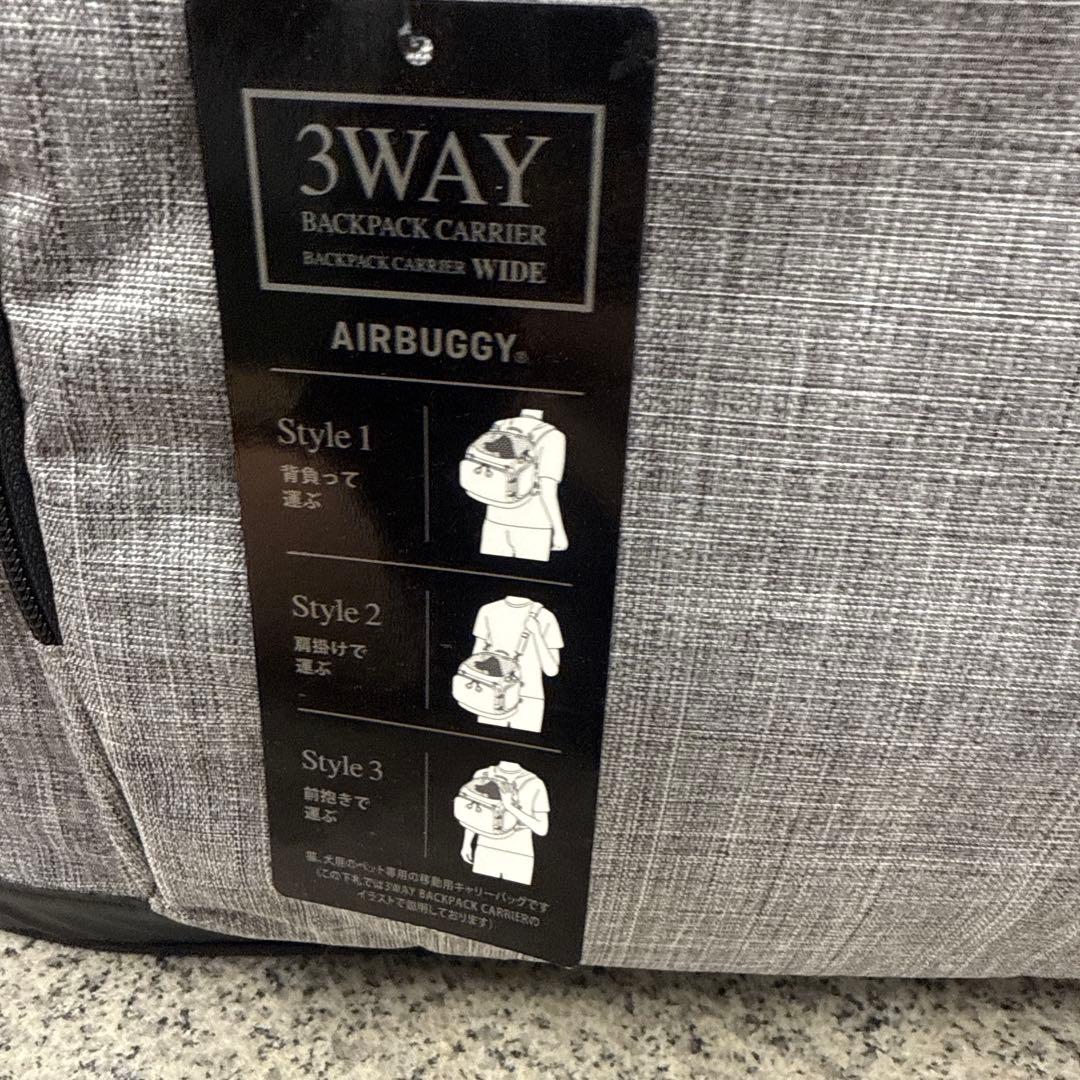 3WAY
BACKPACK CARRIER
BACKPACK CARRIER WIDE
AIRBUGGY®
Style 1
背負って
運ぶ
Style 2
肩掛けで
運ぶ
Style 3
前抱きで
運ぶ
猫、犬用のペット専用の移動用キャリーバッグです
(この下札では3WAY BACKPACK CARRIERの
イラストで説明しております)